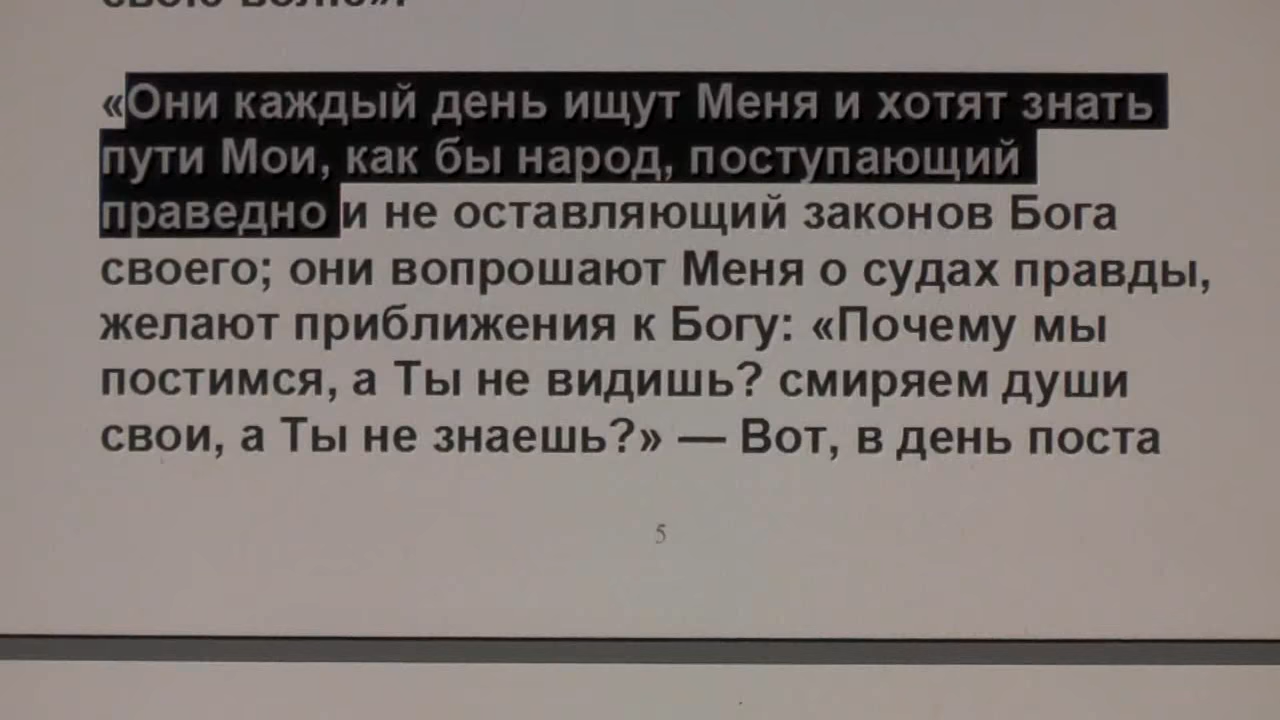 свою волю».
«Они каждый день ищут Меня и хотят знать
пути Мои, как бы народ, поступающий
праведно и не оставляющий законов Бога
своего; они вопрошают Меня о судах правды,
желают приближения к Богу: «Почему мы
постимся, а Ты не видишь? смиряем души
свои, а Ты не знаешь?» — Вот, в день поста
5